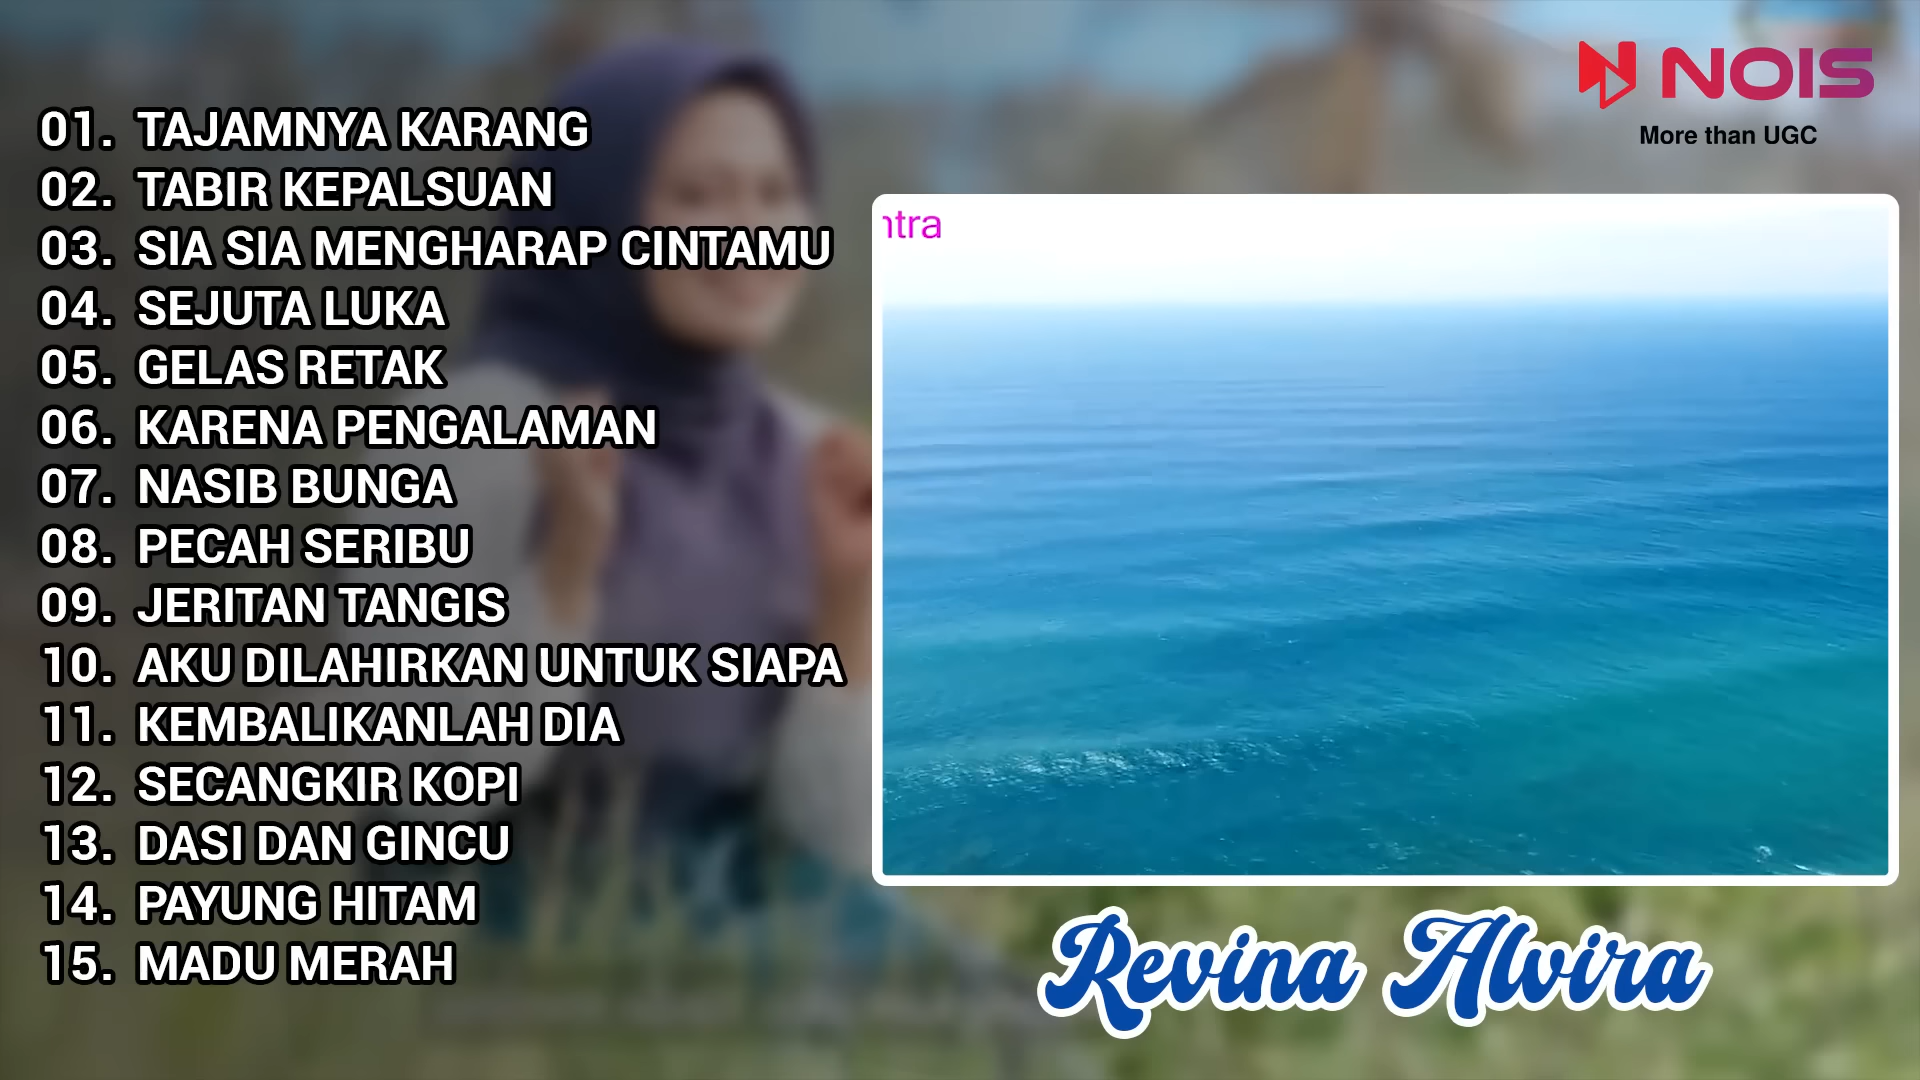 01. TAJAMNYA KARANG
02. TABIR KEPALSUAN
03. SIA SIA MENGHARAP CINTAMU
04. SEJUTA LUKA
05. GELAS RETAK
06. KARENA PENGALAMAN
07. NASIB BUNGA
08. PECAH SERIBU
09. JERITAN TANGIS
10. AKU DILAHIRKAN UNTUK SIAPA
11. KEMBALIKANLAH DIA
12. SECANGKIR KOPI
13. DASI DAN GINCU
14. PAYUNG HITAM
15. MADU MERAH
NOIS
More than UGC
Revina Alvira